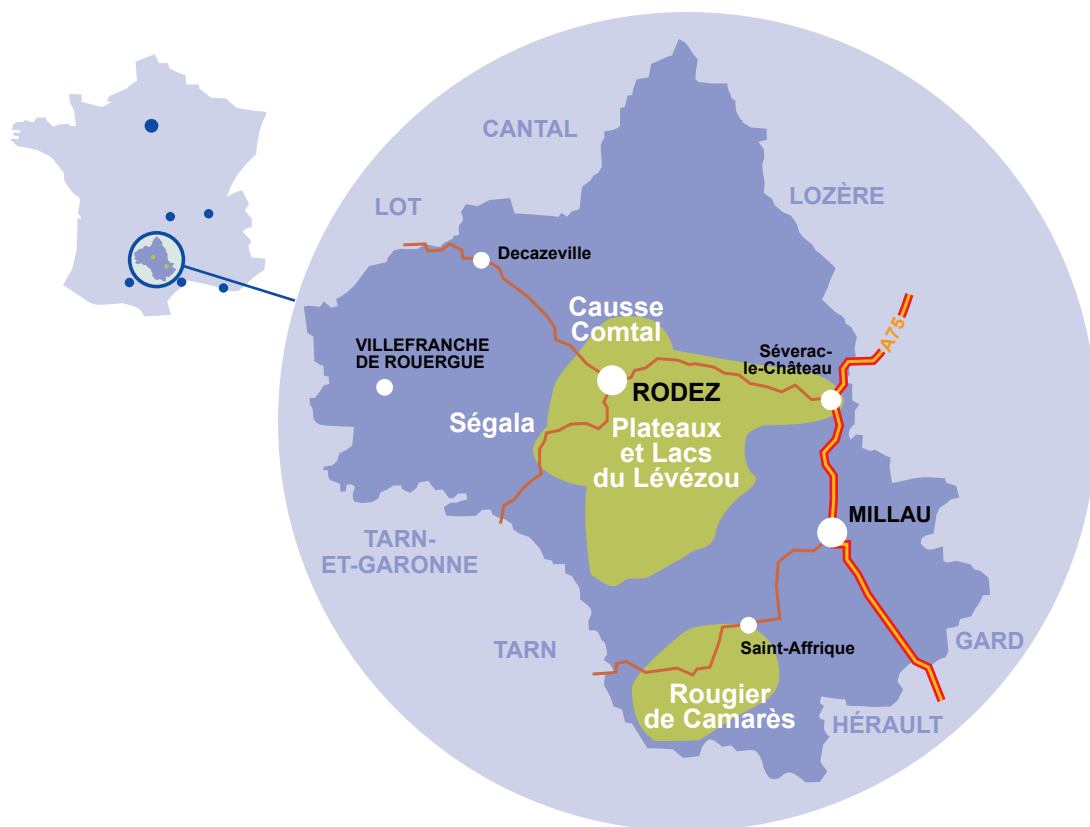 CANTAL
LOZÈRE
LOT
Decazeville
Causse
Comtal
A75
VILLEFRANCHE
DE ROUERGUE
Séverac-
le-Château
RODEZ
Ségala
Plateaux
et Lacs
du Lévézou
MILLAU
TARN-
ET-GARONNE
TARN
Saint-Affrique
GARD
Rougier
de Camarès
HÉRAULT